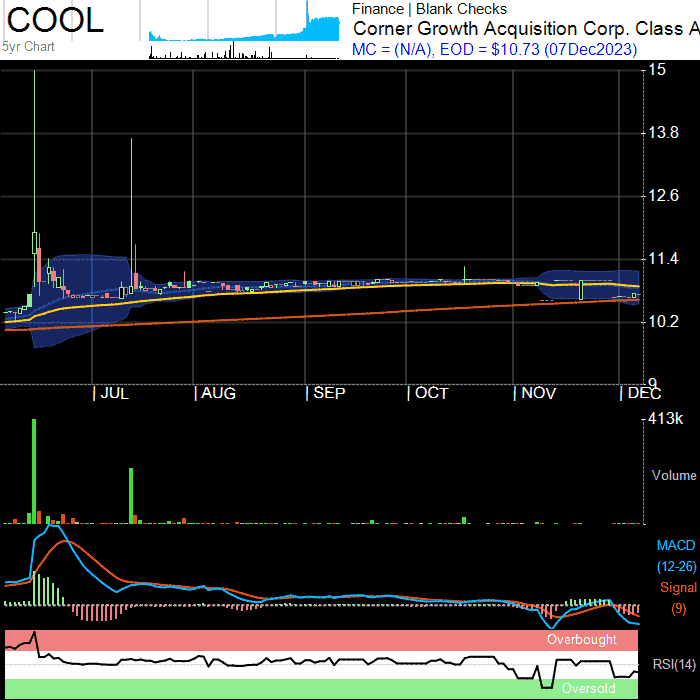 COOL
5yr Chart
Finance | Blank Checks
Corner Growth Acquisition Corp. Class A
MC = (N/A), EOD = $10.73 (07Dec2023)
15
13.8
12.6
11.4
10.2
9
| JUL | AUG | SEP | OCT | NOV | DEC
413k
Volume
MACD
(12-26)
Signal
(9)
Overbought
RSI(14)
Oversold